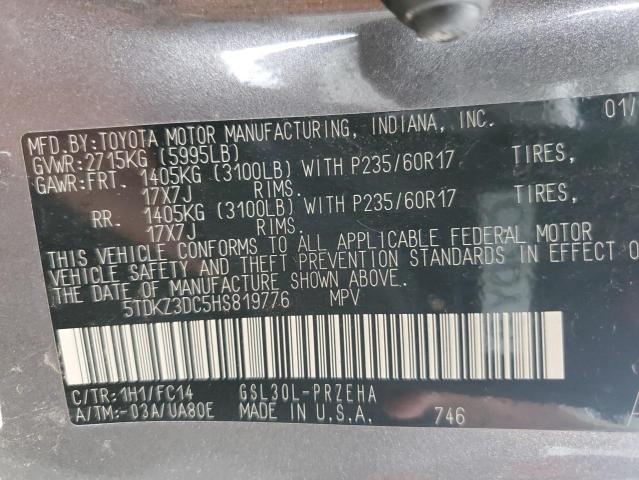 MFD.BY:TOYOTA MOTOR MANUFACTURING, INDIANA, INC. 01/
GVWR:2715KG (5995LB)
GAWR:FRT. 1405KG (3100LB) WITH P235/60R17 TIRES,
17X7J RIMS.
RR. 1405KG (3100LB) WITH P235/60R17 TIRES,
17X7J RIMS.
THIS VEHICLE CONFORMS TO ALL APPLICABLE FEDERAL MOTOR
VEHICLE SAFETY AND THEFT PREVENTION STANDARDS IN EFFECT O
THE DATE OF MANUFACTURE SHOWN ABOVE.
5TDKZ3DC5HS819776 MPV
C/TR:1H1/FC14 GSL30L-PRZEHA
A/TM:-03A/UA80E MADE IN U.S.A. 746